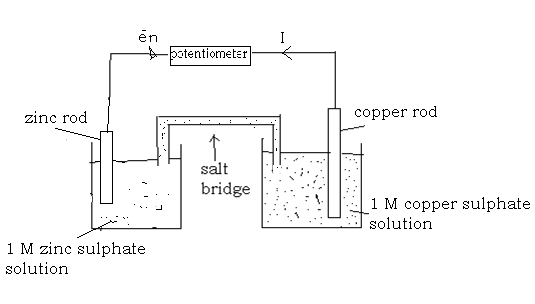 ēn
potentiometer
I
zinc rod
copper rod
salt
bridge
1 M copper sulphate
solution
1 M zinc sulphate
solution